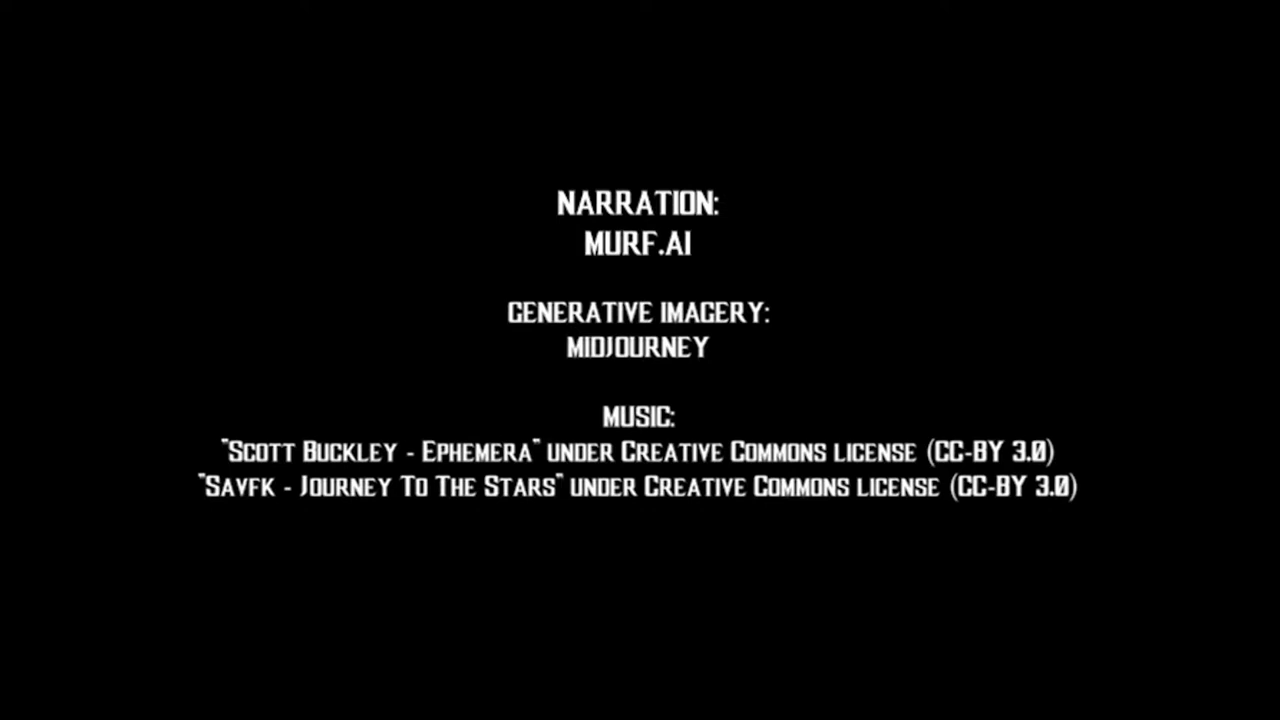 NARRATION:
MURF.AI
GENERATIVE IMAGERY:
MIDJOURNEY
MUSIC:
"Scott Buckley - Ephemera" under Creative Commons license (CC-BY 3.0)
"Savfk - Journey To The Stars" under Creative Commons license (CC-BY 3.0)